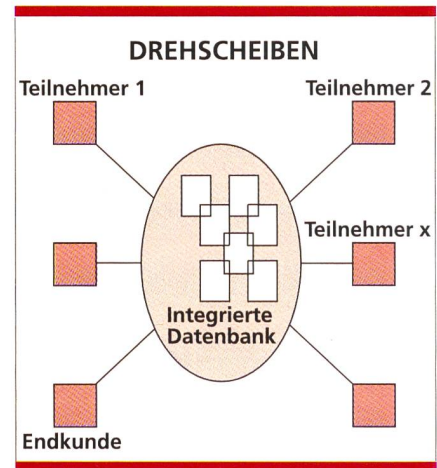 DREHSCHEIBEN
Teilnehmer 1
Teilnehmer 2
Teilnehmer x
Integrierte
Datenbank
Endkunde